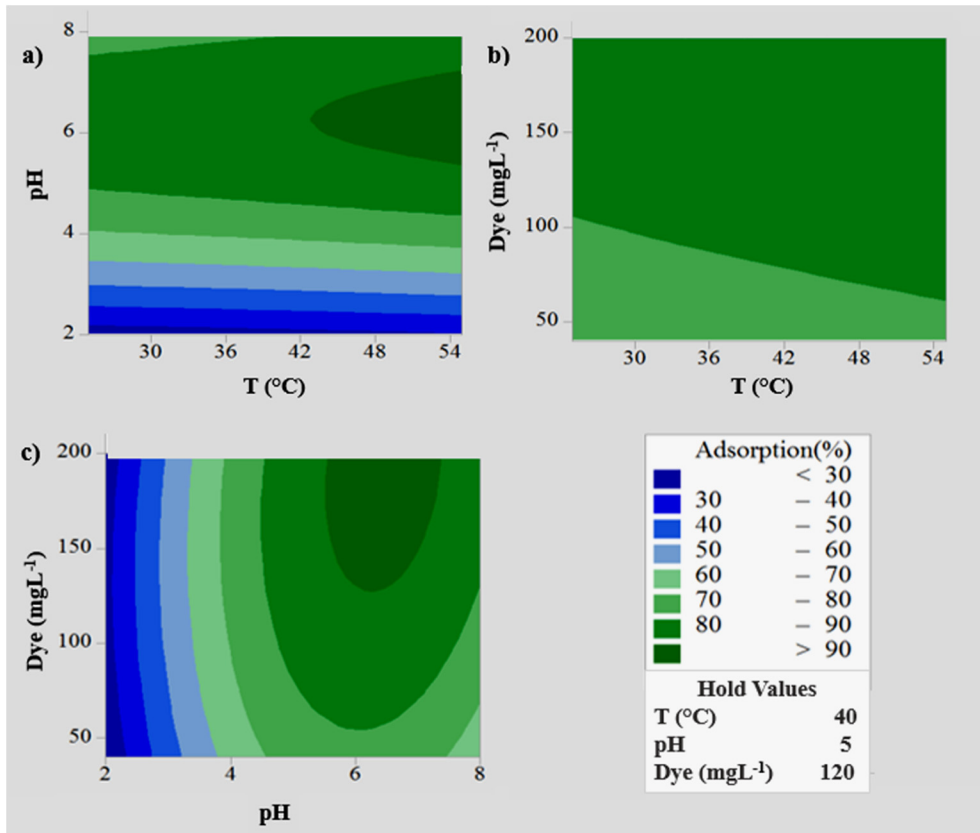 a)
8
6
4
2
pH
30 36 42 48 54
T (°C)
b)
200
150
100
50
Dye (mgL-1)
30 36 42 48 54
T (°C)
c)
200
150
100
50
Dye (mgL-1)
2 4 6 8
pH
Adsorption(%)
< 30
30 – 40
40 – 50
50 – 60
60 – 70
70 – 80
80 – 90
> 90
Hold Values
T (°C) 40
pH 5
Dye (mgL-1) 120